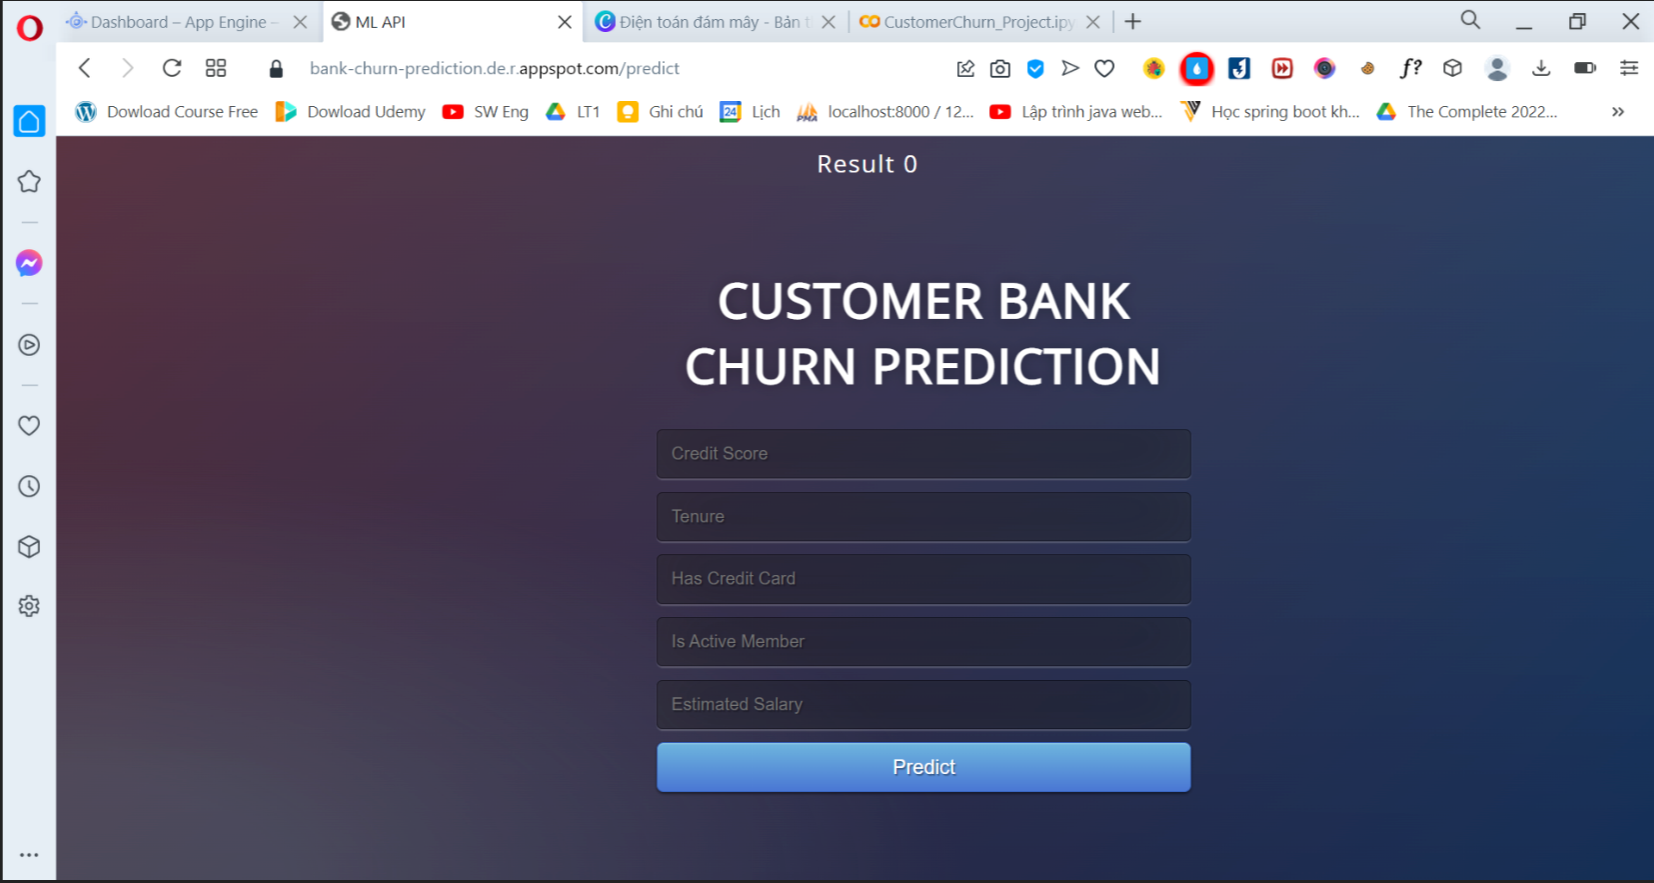 Dashboard – App Engine –
ML API
Điện toán đám mây - Bản t
CustomerChurn_Project.ipy
bank-churn-prediction.de.r.appspot.com/predict
f?
Dowload Course Free
Dowload Udemy
SW Eng
LT1
Ghi chú
24
Lịch
localhost:8000 / 12...
Lập trình java web...
Học spring boot kh...
The Complete 2022...
Result 0
CUSTOMER BANK
CHURN PREDICTION
Credit Score
Tenure
Has Credit Card
Is Active Member
Estimated Salary
Predict